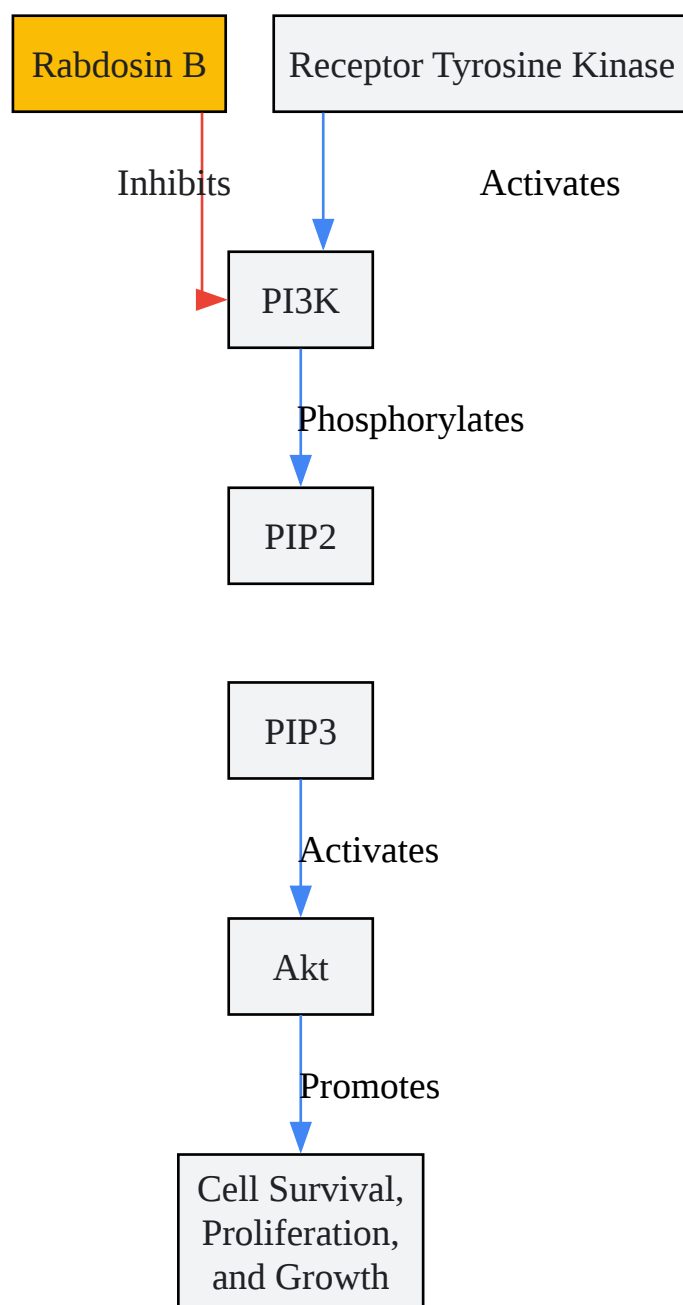 Rabdosin B
Receptor Tyrosine Kinase
Inhibits
Activates
PI3K
Phosphorylates
PIP2
PIP3
Activates
Akt
Promotes
Cell Survival,
Proliferation,
and Growth